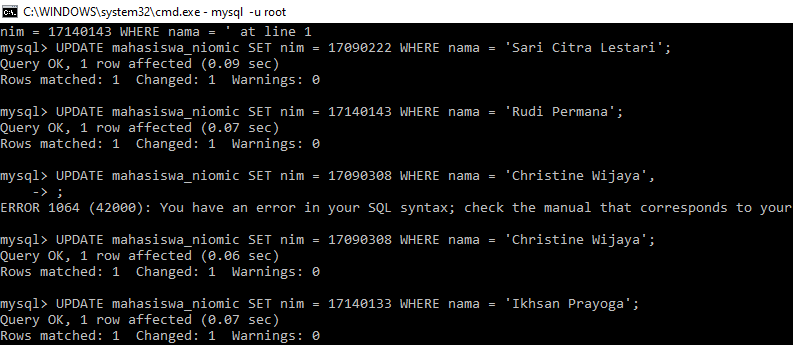 C:\WINDOWS\system32\cmd.exe - mysql -u root
nim = 17140143 WHERE nama = ' at line 1
mysql> UPDATE mahasiswa_niomic SET nim = 17090222 WHERE nama = 'Sari Citra Lestari';
Query OK, 1 row affected (0.09 sec)
Rows matched: 1  Changed: 1  Warnings: 0
mysql> UPDATE mahasiswa_niomic SET nim = 17140143 WHERE nama = 'Rudi Permana';
Query OK, 1 row affected (0.07 sec)
Rows matched: 1  Changed: 1  Warnings: 0
mysql> UPDATE mahasiswa_niomic SET nim = 17090308 WHERE nama = 'Christine Wijaya',
    -> ;
ERROR 1064 (42000): You have an error in your SQL syntax; check the manual that corresponds to your
mysql> UPDATE mahasiswa_niomic SET nim = 17090308 WHERE nama = 'Christine Wijaya';
Query OK, 1 row affected (0.06 sec)
Rows matched: 1  Changed: 1  Warnings: 0
mysql> UPDATE mahasiswa_niomic SET nim = 17140133 WHERE nama = 'Ikhsan Prayoga';
Query OK, 1 row affected (0.07 sec)
Rows matched: 1  Changed: 1  Warnings: 0